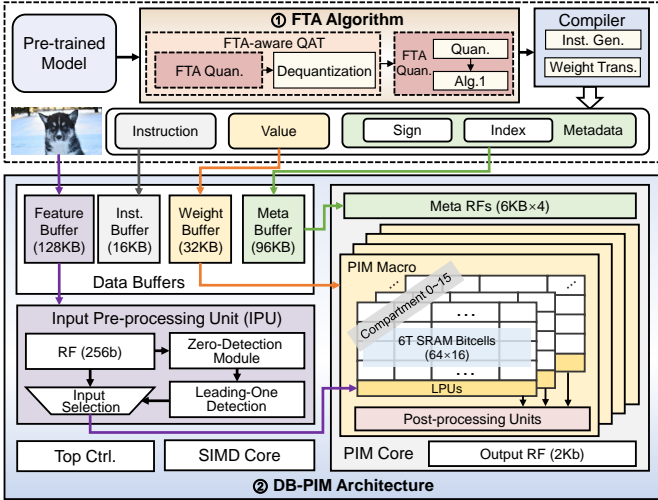 ① FTA Algorithm
Pre-trained
Model
FTA-aware QAT
FTA Quan.
Dequantization
FTA
Quan.
Quan.
Alg.1
Compiler
Inst. Gen.
Weight Trans.
Instruction
Value
Sign
Index
Metadata
Feature
Buffer
(128KB)
Inst.
Buffer
(16KB)
Weight
Buffer
(32KB)
Meta
Buffer
(96KB)
Data Buffers
Meta RFs (6KB×4)
PIM Macro
Compartment 0~15
...
...
6T SRAM Bitcells
(64×16)
...
...
LPUs
Post-processing Units
PIM Core
Output RF (2Kb)
Input Pre-processing Unit (IPU)
RF (256b)
Zero-Detection
Module
Input
Selection
Leading-One
Detection
Top Ctrl.
SIMD Core
② DB-PIM Architecture